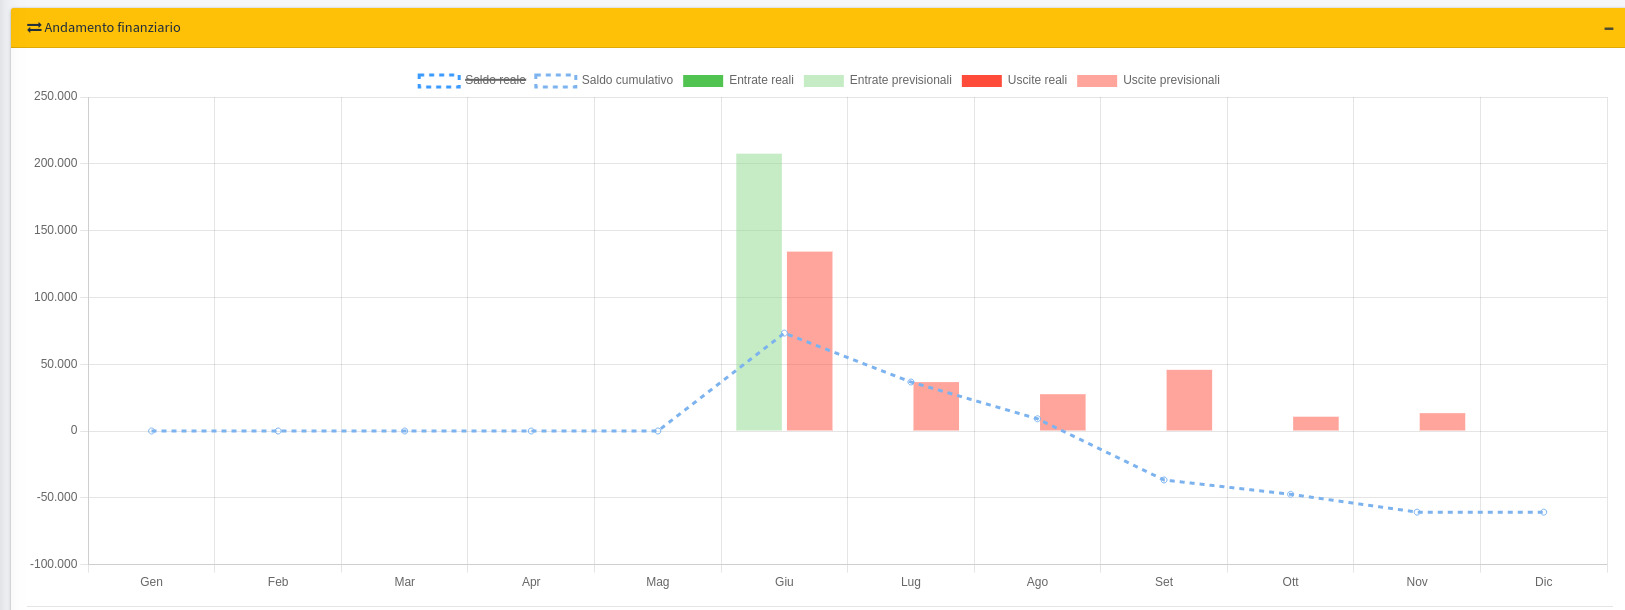 Andamento finanziario
Saldo reale Saldo cumulativo Entrate reali Entrate previsionali Uscite reali Uscite previsionali
250.000
200.000
150.000
100.000
50.000
0
-50.000
-100.000
Gen Feb Mar Apr Mag Giu Lug Ago Set Ott Nov Dic